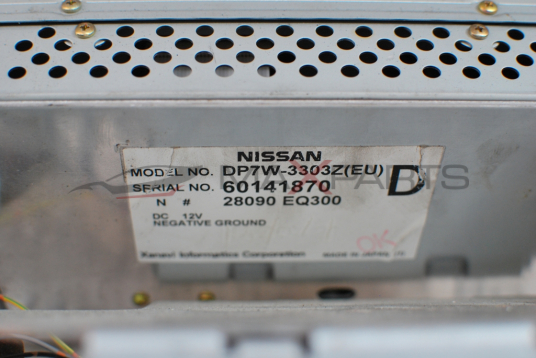 NISSAN
MODEL NO. DP7W-3303Z(EU)
SERIAL NO. 60141870 D
N # 28090 EQ300
DC 12V
NEGATIVE GROUND
OK
Xanavi Informatics Corporation MADE IN JAPAN